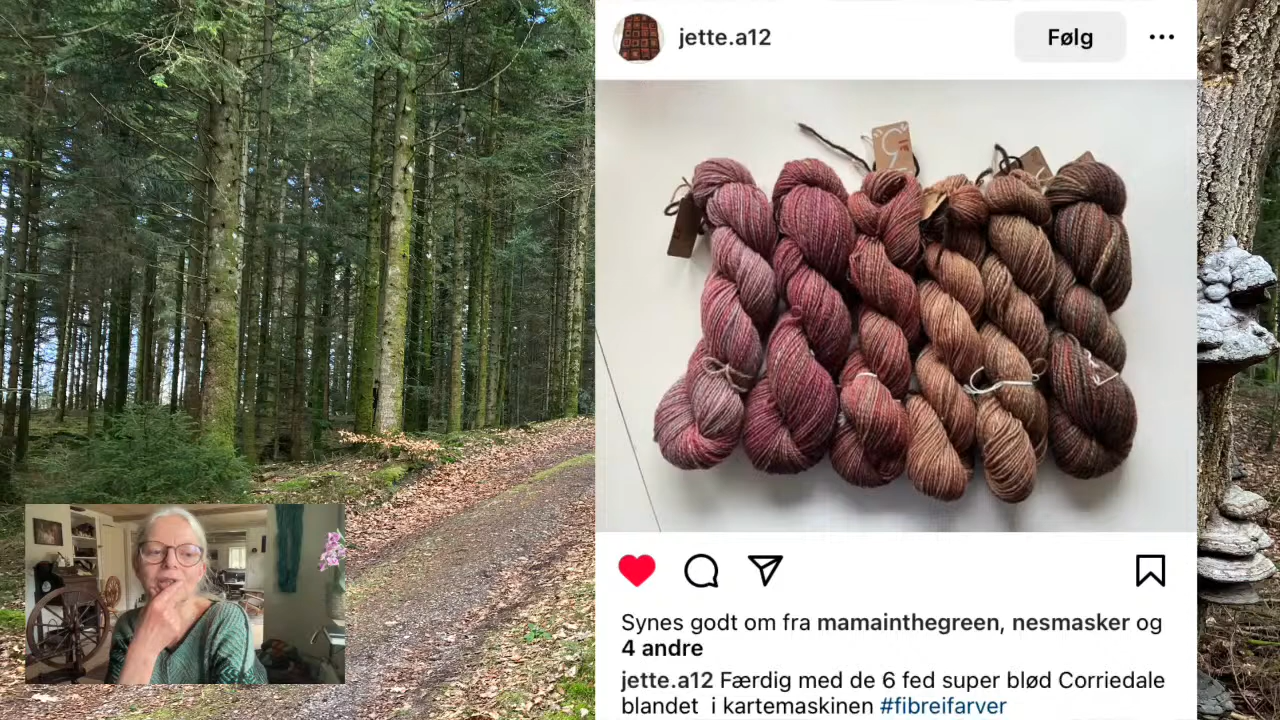 jette.a12
Følg
Synes godt om fra mamainthegreen, nesmasker og
4 andre
jette.a12 Færdig med de 6 fed super blød Corriedale
blandet i kartemaskinen #fibreifarver